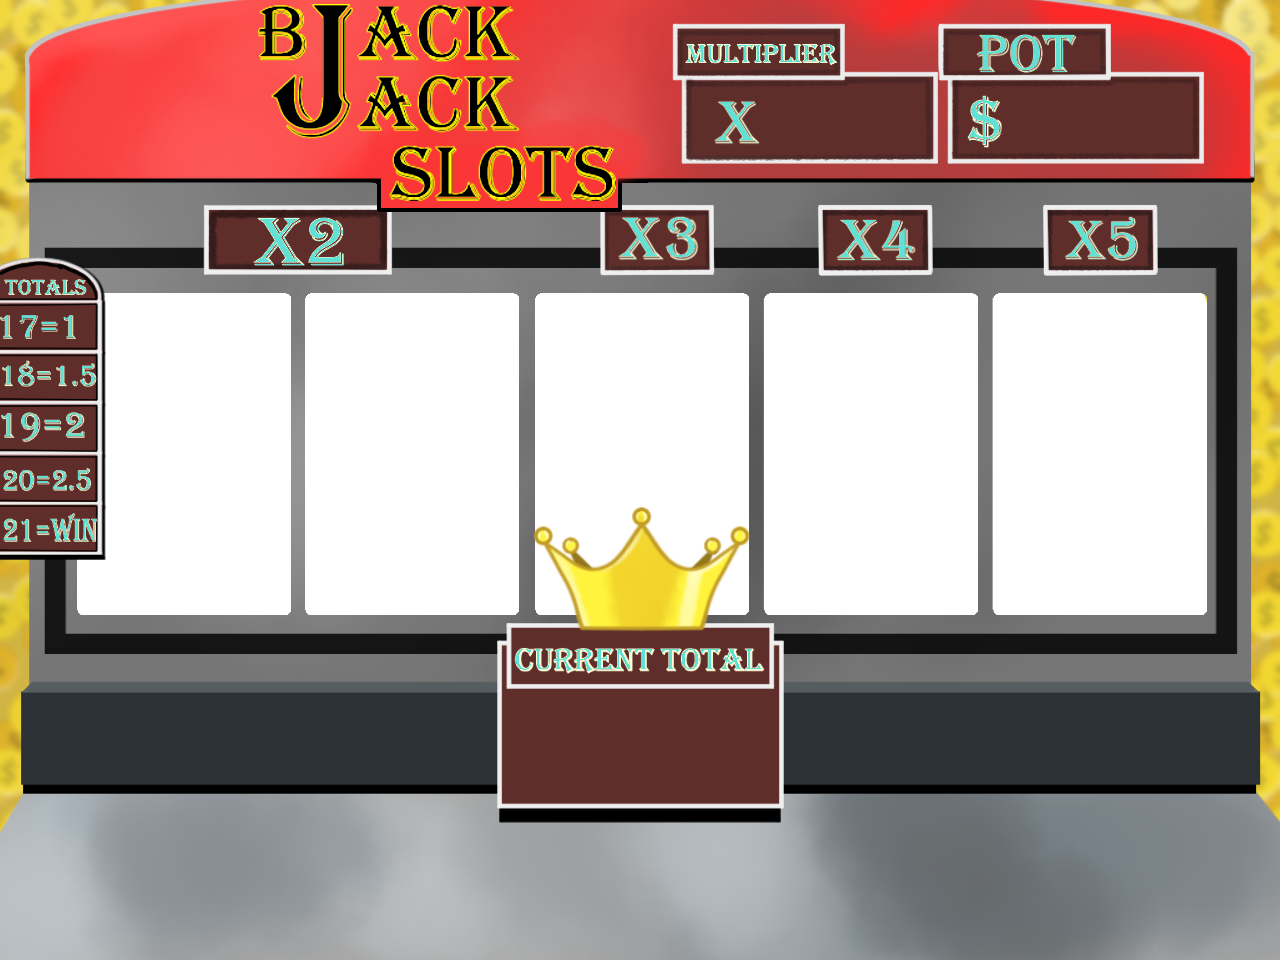 BJACK
JACK
SLOTS
MULTIPLIER
X
POT
$
X2
X3
X4
X5
TOTALS
17=1
18=1.5
19=2
20=2.5
21=WIN
CURRENT TOTAL